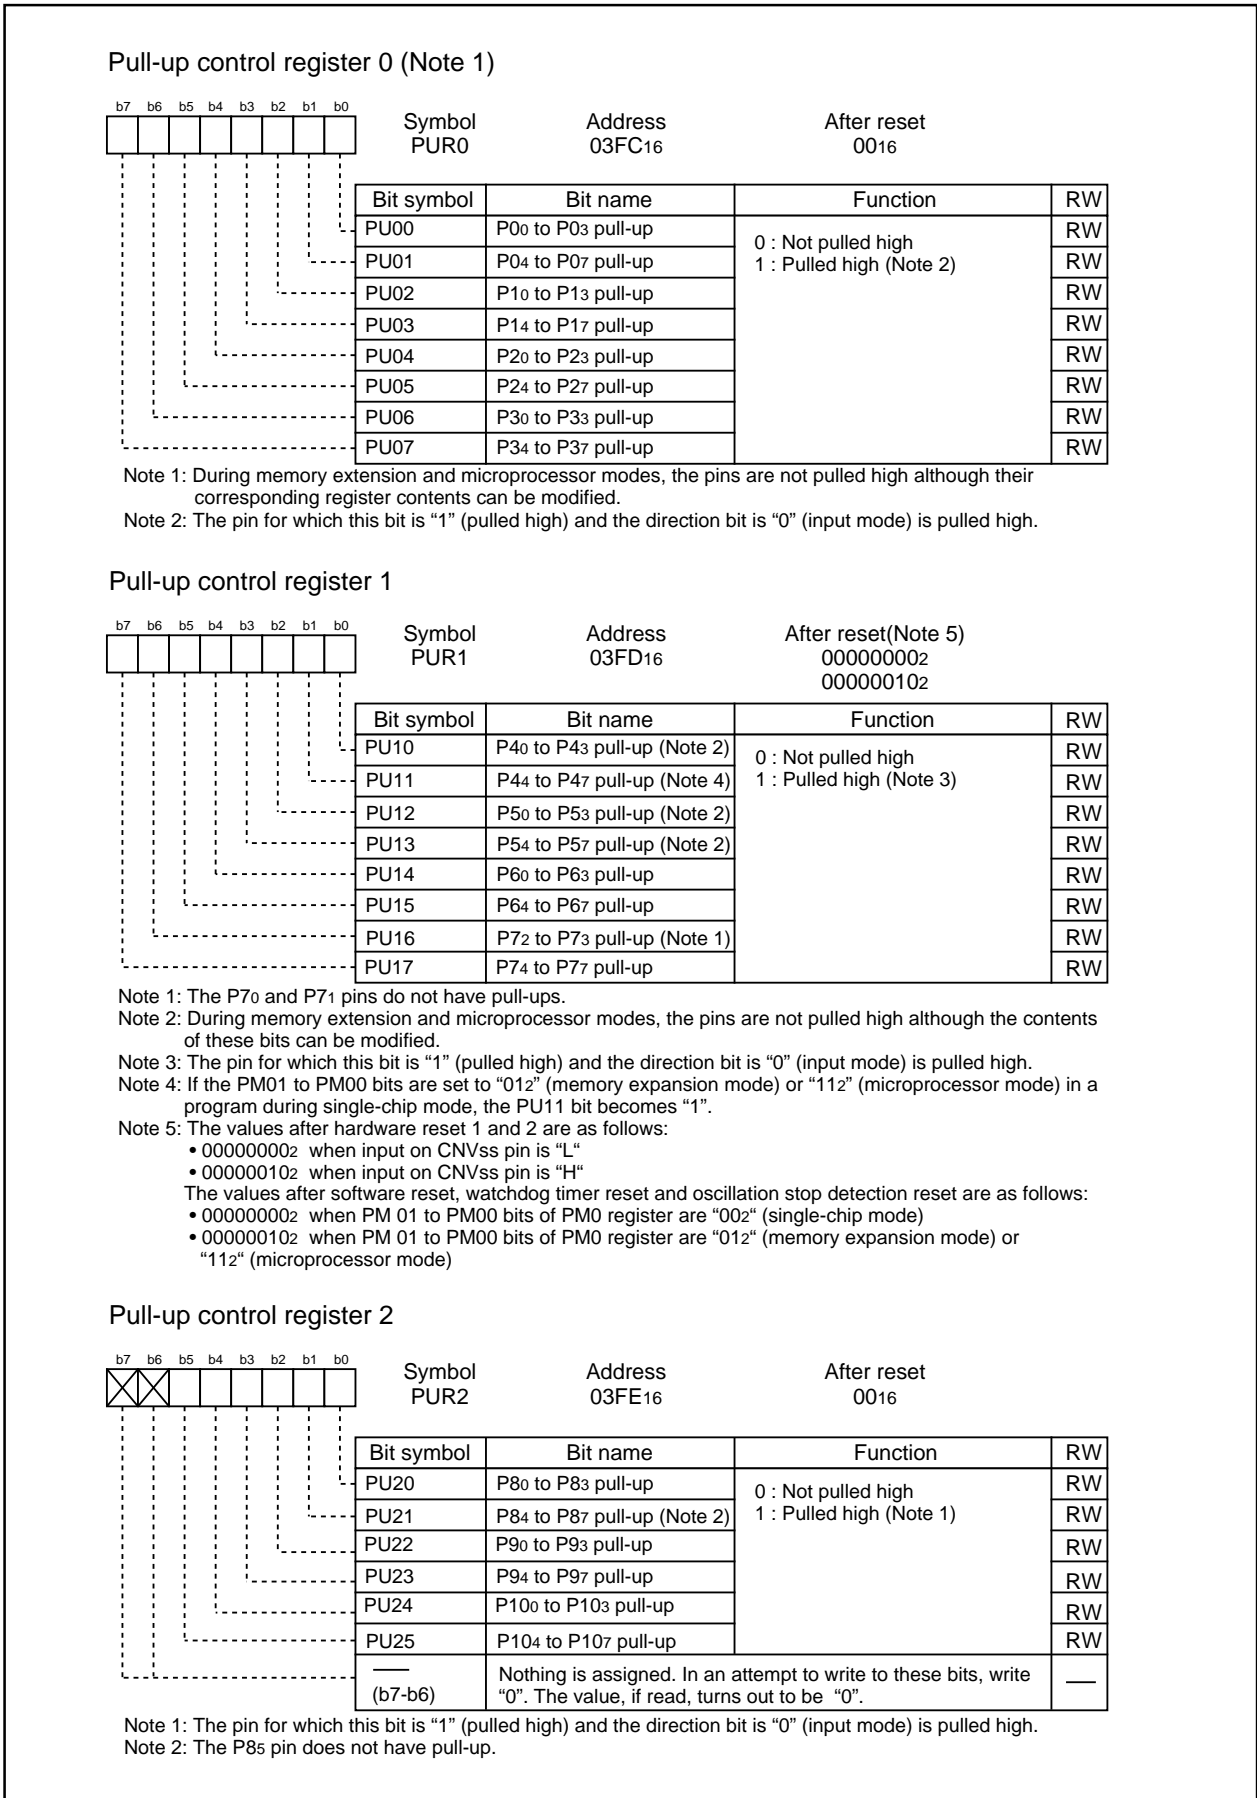 Pull-up control register 0 (Note 1)
b7 b6 b5 b4 b3 b2 b1 b0
Symbol Address After reset
PUR0 03FC16 0016
Bit symbol Bit name Function RW
PU00 P00 to P03 pull-up 0 : Not pulled high RW
PU01 P04 to P07 pull-up 1 : Pulled high (Note 2) RW
PU02 P10 to P13 pull-up RW
PU03 P14 to P17 pull-up RW
PU04 P20 to P23 pull-up RW
PU05 P24 to P27 pull-up RW
PU06 P30 to P33 pull-up RW
PU07 P34 to P37 pull-up RW
Note 1: During memory extension and microprocessor modes, the pins are not pulled high although their
corresponding register contents can be modified.
Note 2: The pin for which this bit is “1” (pulled high) and the direction bit is “0” (input mode) is pulled high.
Pull-up control register 1
b7 b6 b5 b4 b3 b2 b1 b0
Symbol Address After reset(Note 5)
PUR1 03FD16 000000002
000000102
Bit symbol Bit name Function RW
PU10 P40 to P43 pull-up (Note 2) 0 : Not pulled high RW
PU11 P44 to P47 pull-up (Note 4) 1 : Pulled high (Note 3) RW
PU12 P50 to P53 pull-up (Note 2) RW
PU13 P54 to P57 pull-up (Note 2) RW
PU14 P60 to P63 pull-up RW
PU15 P64 to P67 pull-up RW
PU16 P72 to P73 pull-up (Note 1) RW
PU17 P74 to P77 pull-up RW
Note 1: The P70 and P71 pins do not have pull-ups.
Note 2: During memory extension and microprocessor modes, the pins are not pulled high although the contents
of these bits can be modified.
Note 3: The pin for which this bit is “1” (pulled high) and the direction bit is “0” (input mode) is pulled high.
Note 4: If the PM01 to PM00 bits are set to “012” (memory expansion mode) or “112” (microprocessor mode) in a
program during single-chip mode, the PU11 bit becomes “1”.
Note 5: The values after hardware reset 1 and 2 are as follows:
• 000000002 when input on CNVss pin is “L“
• 000000102 when input on CNVss pin is “H“
The values after software reset, watchdog timer reset and oscillation stop detection reset are as follows:
• 000000002 when PM 01 to PM00 bits of PM0 register are “002“ (single-chip mode)
• 000000102 when PM 01 to PM00 bits of PM0 register are “012“ (memory expansion mode) or
“112“ (microprocessor mode)
Pull-up control register 2
b7 b6 b5 b4 b3 b2 b1 b0
Symbol Address After reset
PUR2 03FE16 0016
Bit symbol Bit name Function RW
PU20 P80 to P83 pull-up 0 : Not pulled high RW
PU21 P84 to P87 pull-up (Note 2) 1 : Pulled high (Note 1) RW
PU22 P90 to P93 pull-up RW
PU23 P94 to P97 pull-up RW
PU24 P100 to P103 pull-up RW
PU25 P104 to P107 pull-up RW
— Nothing is assigned. In an attempt to write to these bits, write —
(b7-b6) “0”. The value, if read, turns out to be “0”.
Note 1: The pin for which this bit is “1” (pulled high) and the direction bit is “0” (input mode) is pulled high.
Note 2: The P85 pin does not have pull-up.